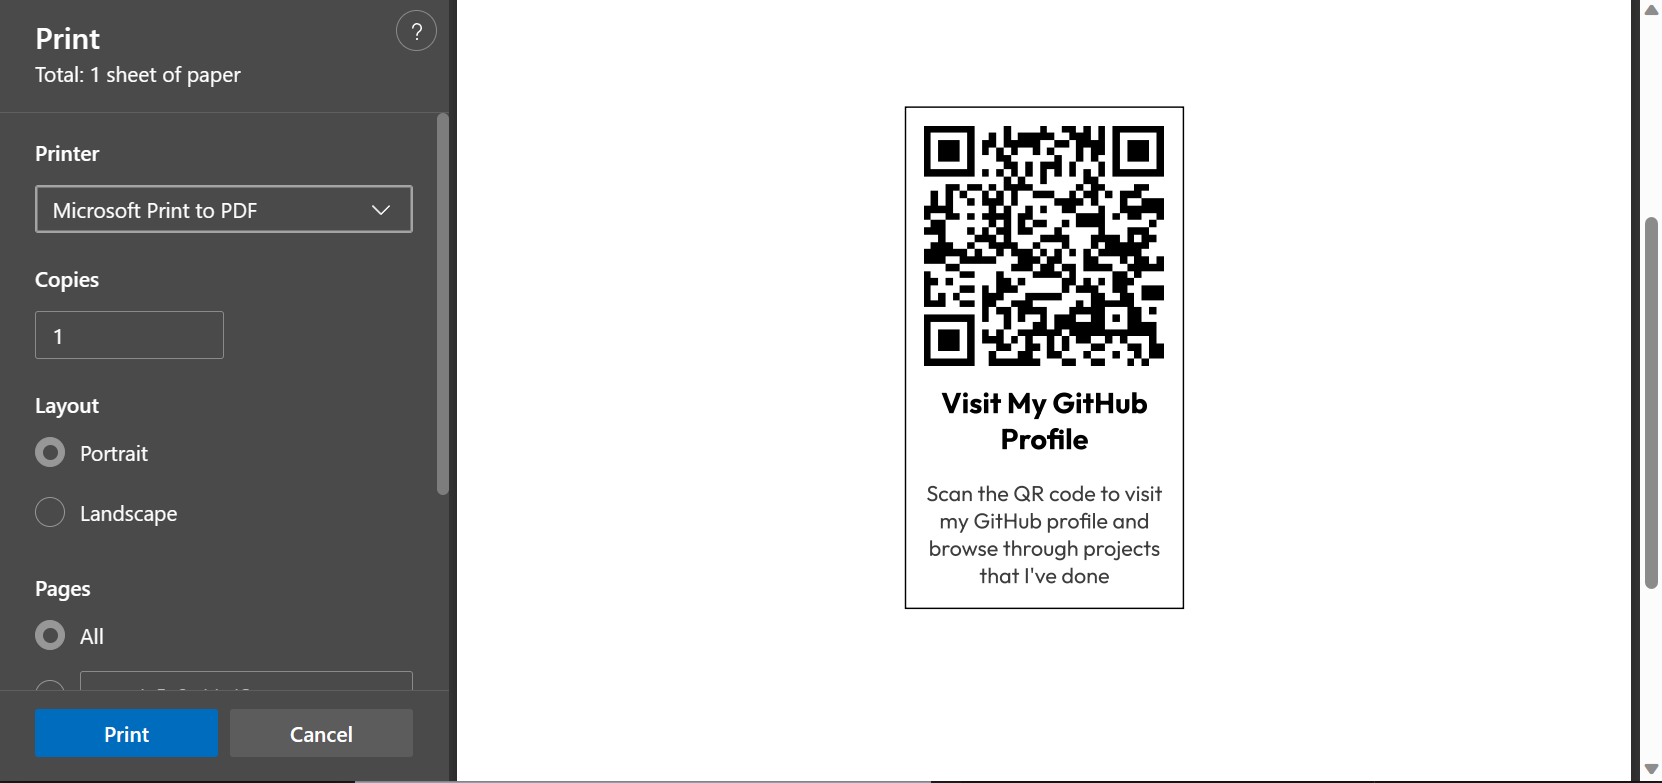 Print
?
Total: 1 sheet of paper
Printer
Microsoft Print to PDF
Copies
1
Layout
Portrait
Landscape
Pages
All
Print
Cancel
Visit My GitHub
Profile
Scan the QR code to visit
my GitHub profile and
browse through projects
that I've done